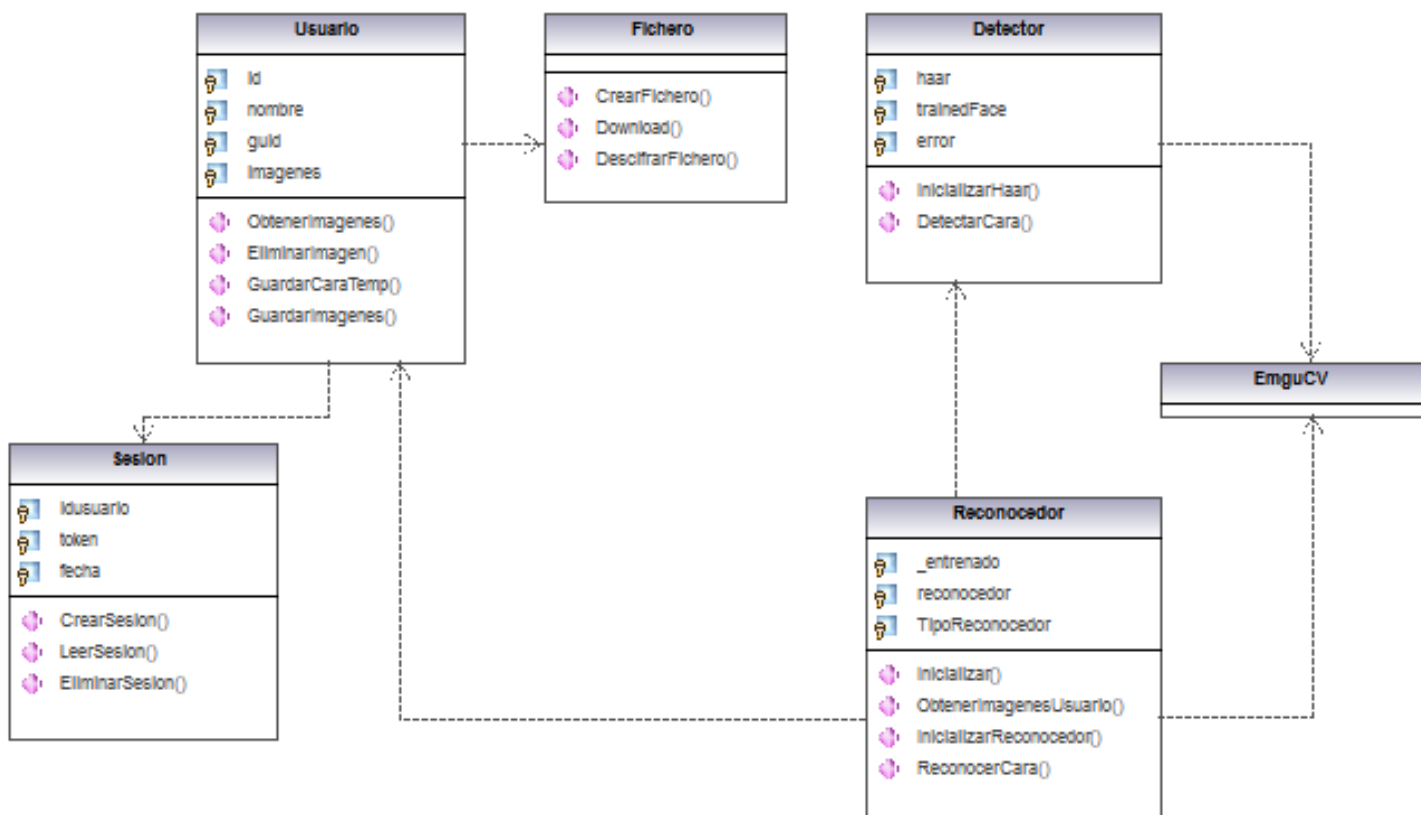 Usuario
id
nombre
guid
imagenes
ObtenerImagenes()
EliminarImagen()
GuardarCaraTemp()
GuardarImagenes()
Fichero
CrearFichero()
Download()
DescifrarFichero()
Detector
haar
trainedFace
error
InicializarHaar()
DetectarCara()
EmguCV
Sesion
idusuario
token
fecha
CrearSesion()
LeerSesion()
EliminarSesion()
Reconocedor
_entrenado
reconocedor
TipoReconocedor
Inicializar()
ObtenerImagenesUsuario()
InicializarReconocedor()
ReconocerCara()